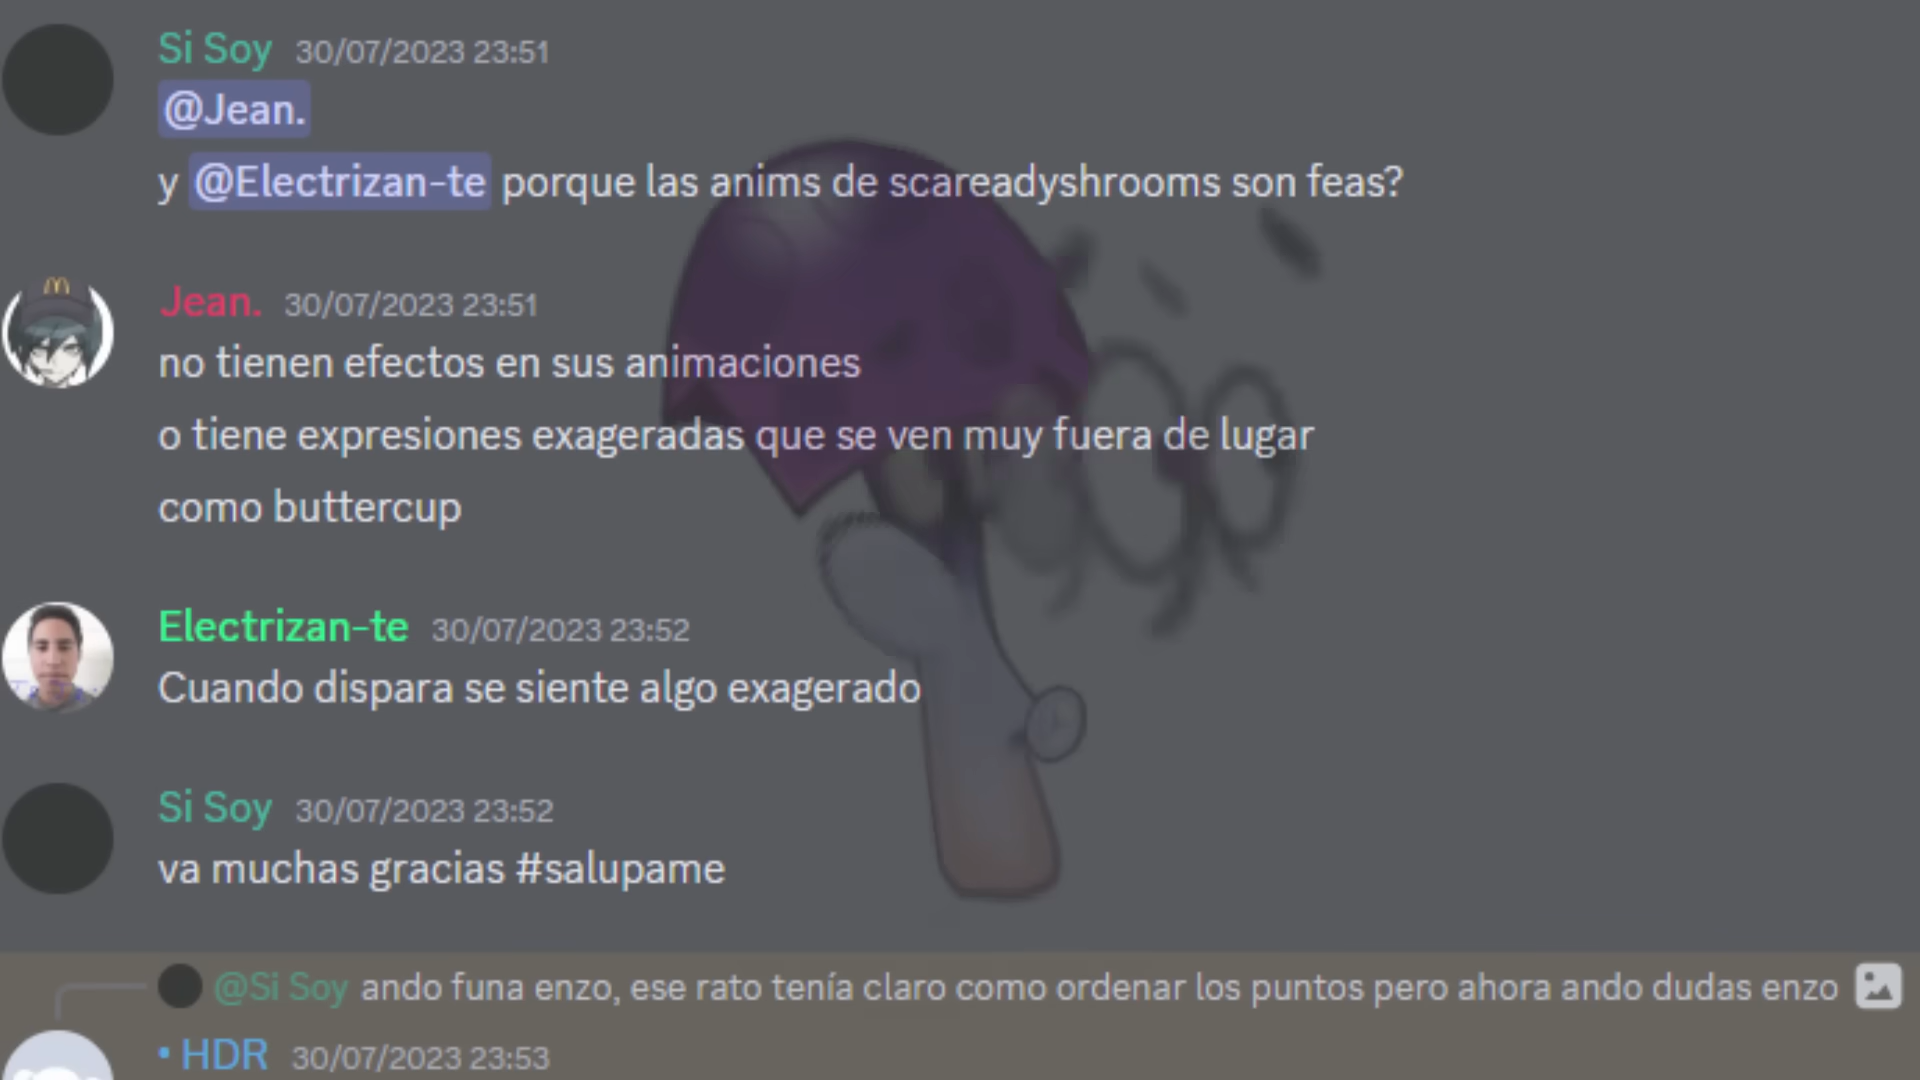 Si Soy 30/07/2023 23:51
@Jean.
y @Electrizan-te porque las anims de scareadyshrooms son feas?
Jean. 30/07/2023 23:51
no tienen efectos en sus animaciones
o tiene expresiones exageradas que se ven muy fuera de lugar
como buttercup
Electrizan-te 30/07/2023 23:52
Cuando dispara se siente algo exagerado
Si Soy 30/07/2023 23:52
va muchas gracias #salupame
@Si Soy ando funa enzo, ese rato tenía claro como ordenar los puntos pero ahora ando dudas enzo
• HDR 30/07/2023 23:53